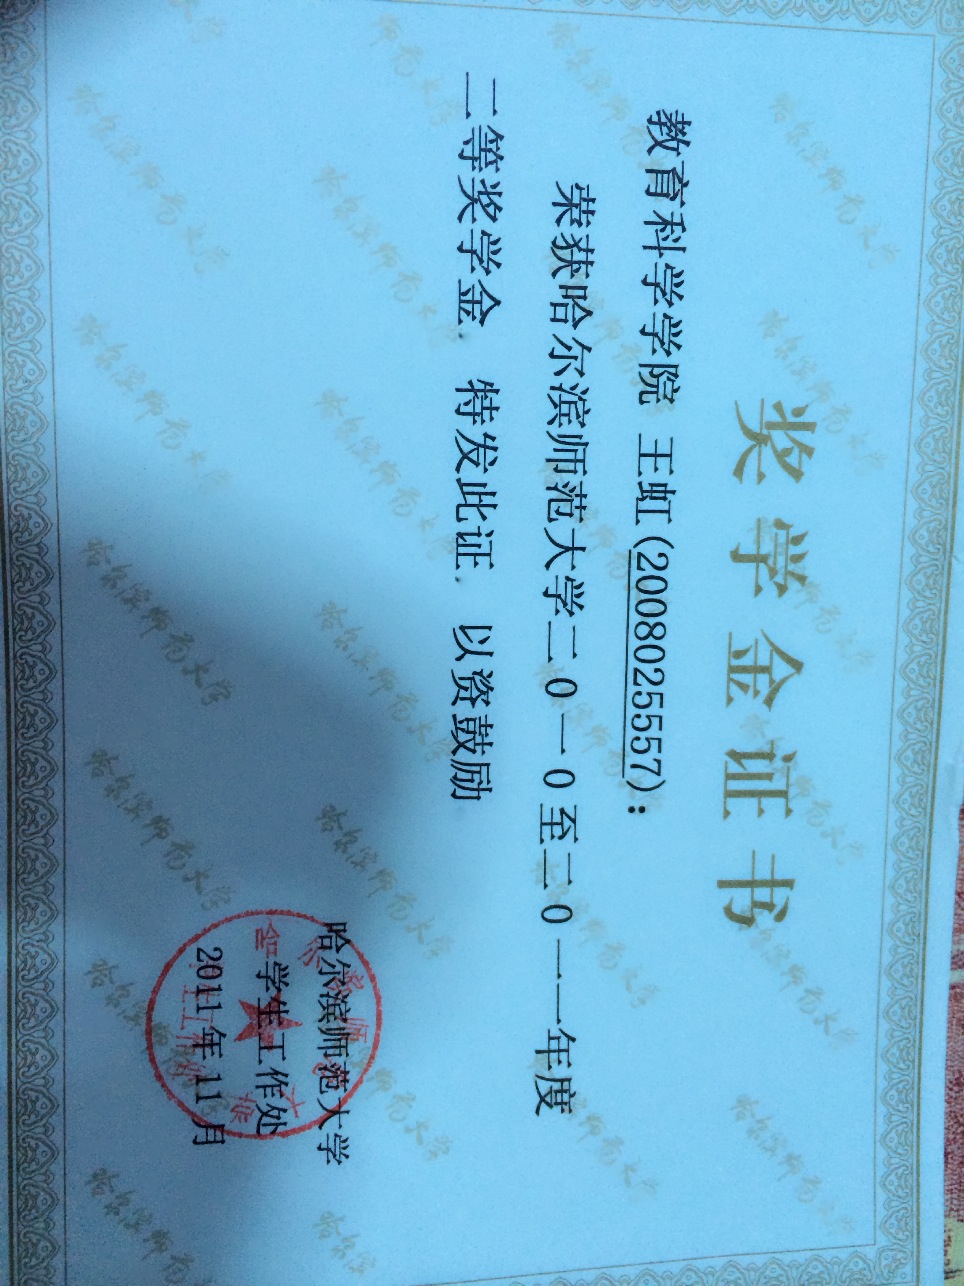 奖学金证书
教育科学学院 王虹(2008025557):
荣获哈尔滨师范大学二0一0至二0一一年度
二等奖学金. 特发此证. 以资鼓励
哈尔滨师范大学
学生工作处
2011年11月